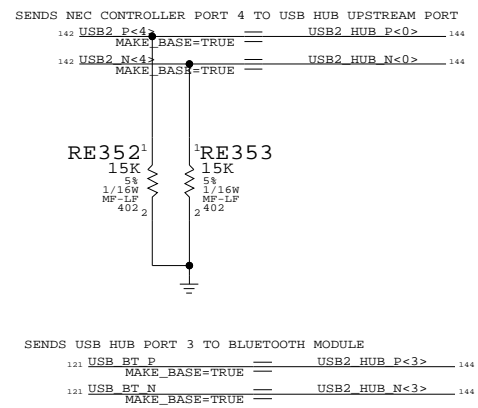 SENDS NEC CONTROLLER PORT 4 TO USB HUB UPSTREAM PORT
142 USB2_P<4> USB2_HUB_P<0> 144
MAKE_BASE=TRUE
142 USB2_N<4> USB2_HUB_N<0> 144
MAKE_BASE=TRUE
RE352 1 1 RE353
15K 15K
5% 5%
1/16W 1/16W
MF-LF MF-LF
402 2 2 402
SENDS USB HUB PORT 3 TO BLUETOOTH MODULE
121 USB_BT_P USB2_HUB_P<3> 144
MAKE_BASE=TRUE
121 USB_BT_N USB2_HUB_N<3> 144
MAKE_BASE=TRUE